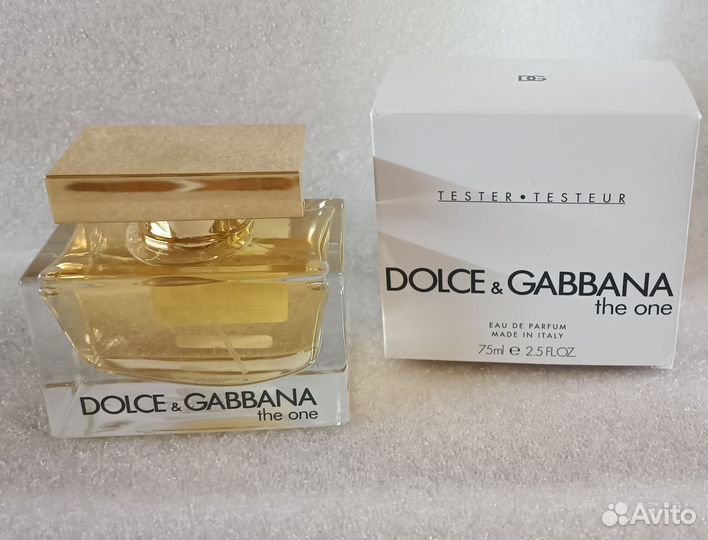 DG
TESTER • TESTEUR
DOLCE & GABBANA
the one
EAU DE PARFUM
MADE IN ITALY
75ml e 2.5 FL.OZ.
DOLCE & GABBANA
the one
Avito